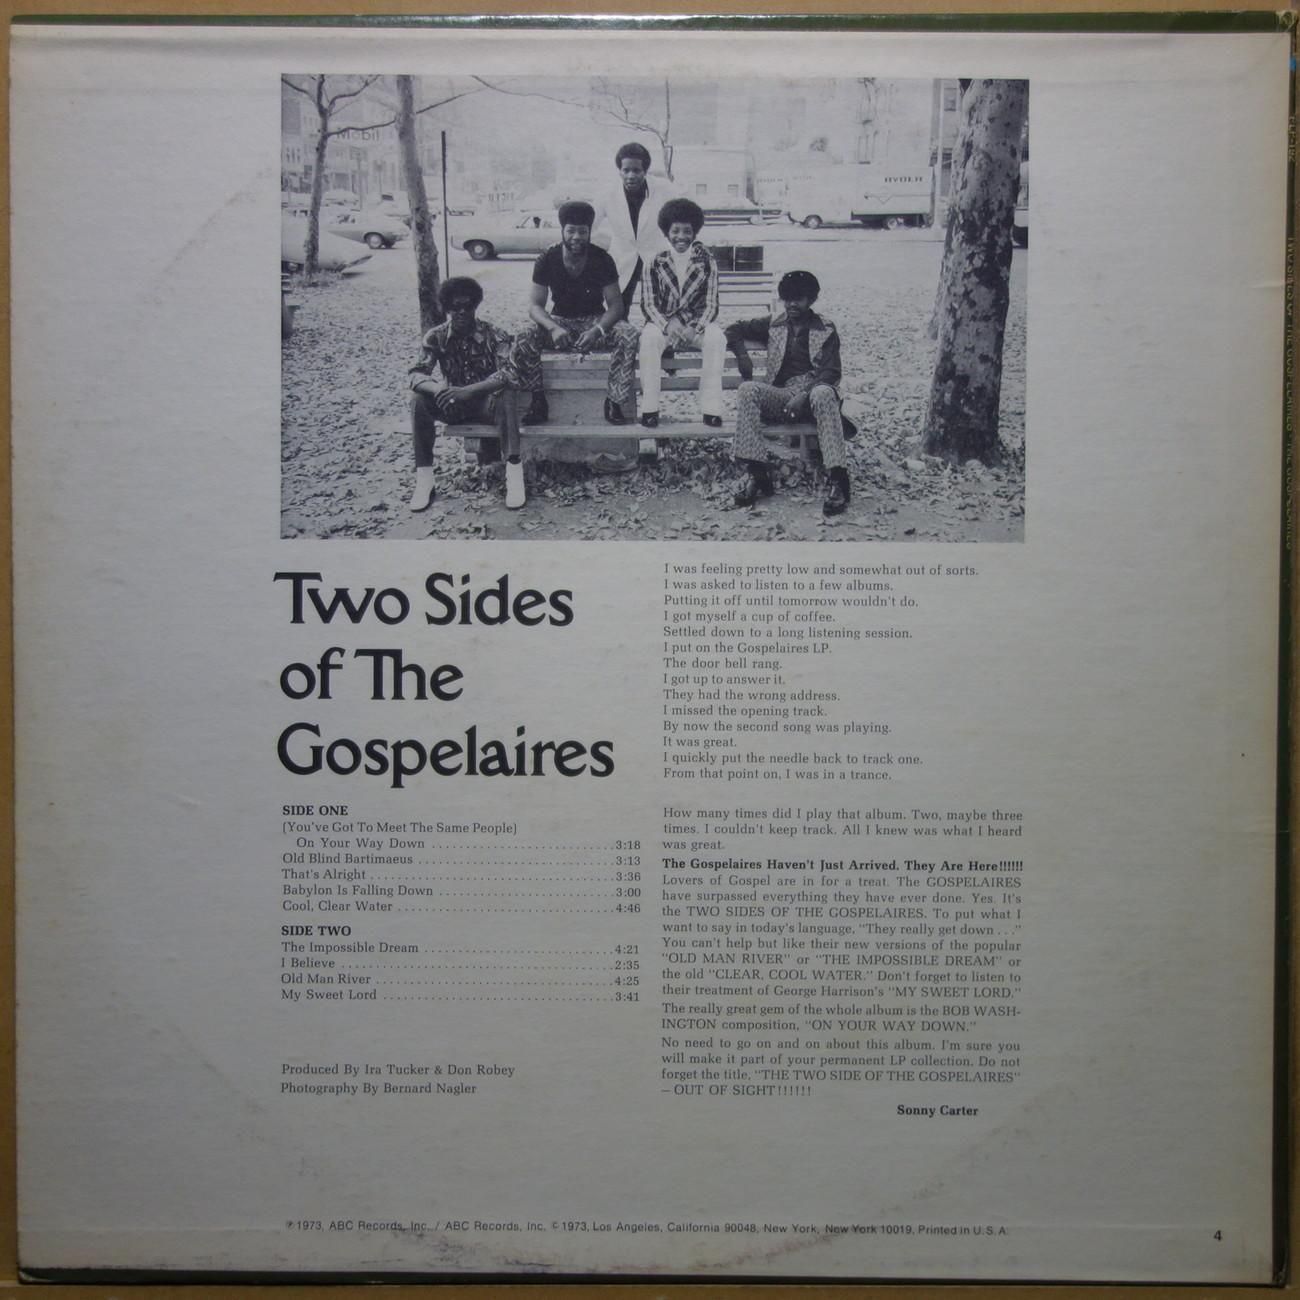 Mobil
RYDER
Two Sides
of The
Gospelaires
SIDE ONE
(You've Got To Meet The Same People)
On Your Way Down . . . . . . . . . . . . . . . . . . . . . . . 3:18
Old Blind Bartimaeus . . . . . . . . . . . . . . . . . . . . . . . . 3:13
That's Alright . . . . . . . . . . . . . . . . . . . . . . . . . . . . . 3:36
Babylon Is Falling Down . . . . . . . . . . . . . . . . . . . . . . 3:00
Cool, Clear Water . . . . . . . . . . . . . . . . . . . . . . . . . . 4:46
SIDE TWO
The Impossible Dream . . . . . . . . . . . . . . . . . . . . . . . 4:21
I Believe . . . . . . . . . . . . . . . . . . . . . . . . . . . . . . . . . 2:35
Old Man River . . . . . . . . . . . . . . . . . . . . . . . . . . . . . 4:25
My Sweet Lord . . . . . . . . . . . . . . . . . . . . . . . . . . . . 3:41
Produced By Ira Tucker & Don Robey
Photography By Bernard Nagler
I was feeling pretty low and somewhat out of sorts.
I was asked to listen to a few albums.
Putting it off until tomorrow wouldn't do.
I got myself a cup of coffee.
Settled down to a long listening session.
I put on the Gospelaires LP.
The door bell rang.
I got up to answer it.
They had the wrong address.
I missed the opening track.
By now the second song was playing.
It was great.
I quickly put the needle back to track one.
From that point on, I was in a trance.
How many times did I play that album. Two, maybe three
times. I couldn't keep track. All I knew was what I heard
was great.
The Gospelaires Haven't Just Arrived. They Are Here!!!!!!
Lovers of Gospel are in for a treat. The GOSPELAIRES
have surpassed everything they have ever done. Yes. It's
the TWO SIDES OF THE GOSPELAIRES. To put what I
want to say in today's language, "They really get down . . ."
You can't help but like their new versions of the popular
"OLD MAN RIVER" or "THE IMPOSSIBLE DREAM" or
the old "CLEAR, COOL WATER." Don't forget to listen to
their treatment of George Harrison's "MY SWEET LORD."
The really great gem of the whole album is the BOB WASH-
INGTON composition, "ON YOUR WAY DOWN."
No need to go on and on about this album. I'm sure you
will make it part of your permanent LP collection. Do not
forget the title, "THE TWO SIDE OF THE GOSPELAIRES"
– OUT OF SIGHT!!!!!!
Sonny Carter
℗ 1973, ABC Records, Inc. / ABC Records, Inc. © 1973, Los Angeles, California 90048, New York, New York 10019, Printed in U.S.A.
4
TWO SIDES OF THE GOSPELAIRES